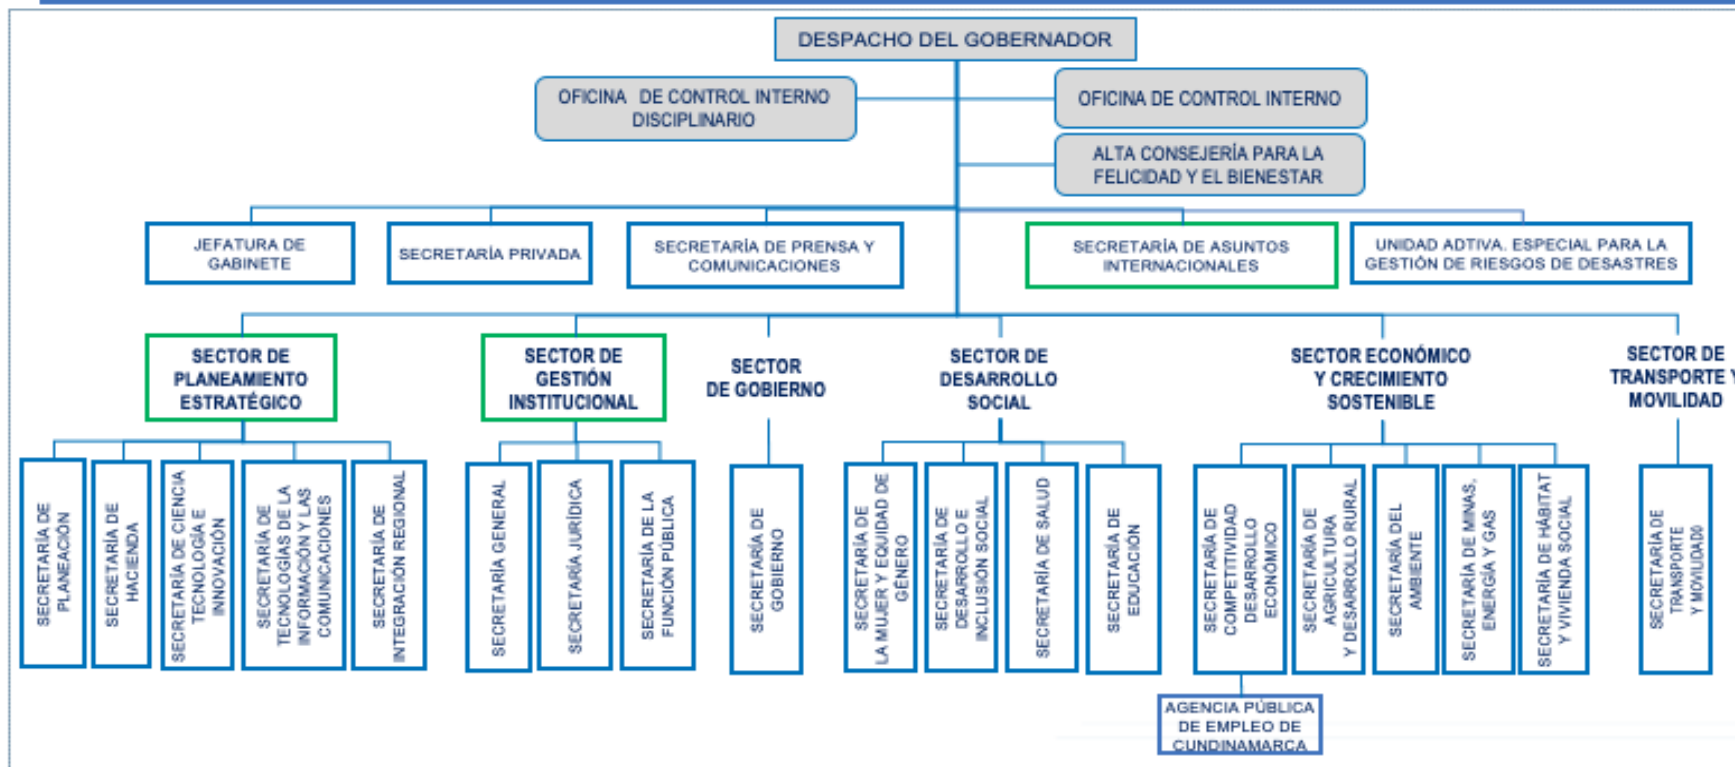 DESPACHO DEL GOBERNADOR
OFICINA DE CONTROL INTERNO
DISCIPLINARIO
OFICINA DE CONTROL INTERNO
ALTA CONSEJERÍA PARA LA
FELICIDAD Y EL BIENESTAR
JEFATURA DE
GABINETE
SECRETARÍA PRIVADA
SECRETARÍA DE PRENSA Y
COMUNICACIONES
SECRETARÍA DE ASUNTOS
INTERNACIONALES
UNIDAD ADTIVA. ESPECIAL PARA LA
GESTIÓN DE RIESGOS DE DESASTRES
SECTOR DE
PLANEAMIENTO
ESTRATÉGICO
SECTOR DE
GESTIÓN
INSTITUCIONAL
SECTOR
DE GOBIERNO
SECTOR DE
DESARROLLO
SOCIAL
SECTOR ECONÓMICO
Y CRECIMIENTO
SOSTENIBLE
SECTOR DE
TRANSPORTE Y
MOVILIDAD
SECRETARÍA DE
PLANEACIÓN
SECRETARÍA DE
HACIENDA
SECRETARÍA DE CIENCIA
TECNOLOGÍA E
INNOVACIÓN
SECRETARÍA DE
TECNOLOGÍAS DE LA
INFORMACIÓN Y LAS
COMUNICACIONES
SECRETARÍA DE
INTEGRACIÓN REGIONAL
SECRETARÍA GENERAL
SECRETARÍA JURÍDICA
SECRETARÍA DE LA
FUNCIÓN PÚBLICA
SECRETARÍA DE
GOBIERNO
SECRETARÍA DE
LA MUJER Y EQUIDAD DE
GÉNERO
SECRETARÍA DE
DESARROLLO E
INCLUSIÓN SOCIAL
SECRETARÍA DE SALUD
SECRETARÍA DE
EDUCACIÓN
SECRETARÍA DE
COMPETITIVIDAD
DESARROLLO
ECONÓMICO
SECRETARÍA DE
AGRICULTURA
Y DESARROLLO RURAL
SECRETARÍA DEL
AMBIENTE
SECRETARÍA DE MINAS,
ENERGÍA Y GAS
SECRETARÍA DE HÁBITAT
Y VIVIENDA SOCIAL
SECRETARÍA DE
TRANSPORTE
Y MOVILIDAD0
AGENCIA PÚBLICA
DE EMPLEO DE
CUNDINAMARCA